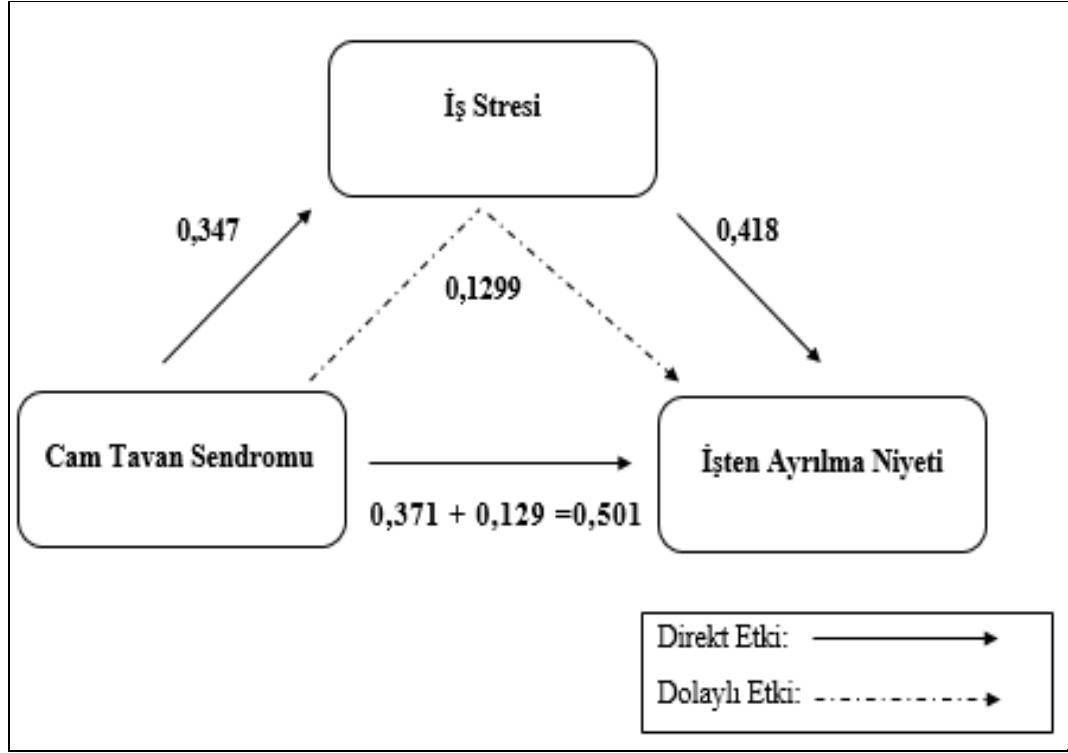 İş Stresi
0,347
0,418
0,1299
Cam Tavan Sendromu
İşten Ayrılma Niyeti
0,371 + 0,129 =0,501
Direkt Etki:
Dolaylı Etki: